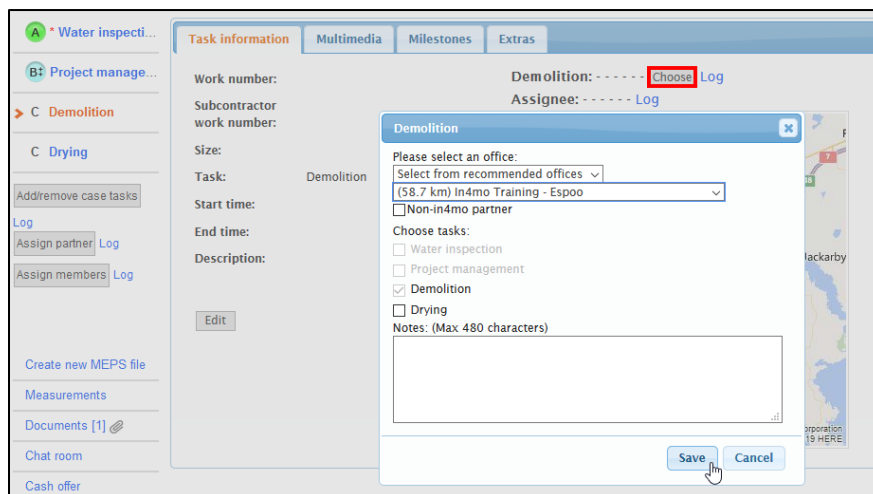 A * Water inspecti...
B‡ Project manage...
C Demolition
C Drying
Add/remove case tasks
Log
Assign partner Log
Assign members Log
Create new MEPS file
Measurements
Documents [1]
Chat room
Cash offer
Task information Multimedia Milestones Extras
Work number:
Subcontractor
work number:
Size:
Task: Demolition
Start time:
End time:
Description:
Edit
Demolition: - - - - - - Choose Log
Assignee: - - - - - - Log
Demolition
Please select an office:
Select from recommended offices
(58.7 km) In4mo Training - Espoo
Non-in4mo partner
Choose tasks:
Water inspection
Project management
Demolition
Drying
Notes: (Max 480 characters)
Save Cancel
7
Jackarby
19 HERE